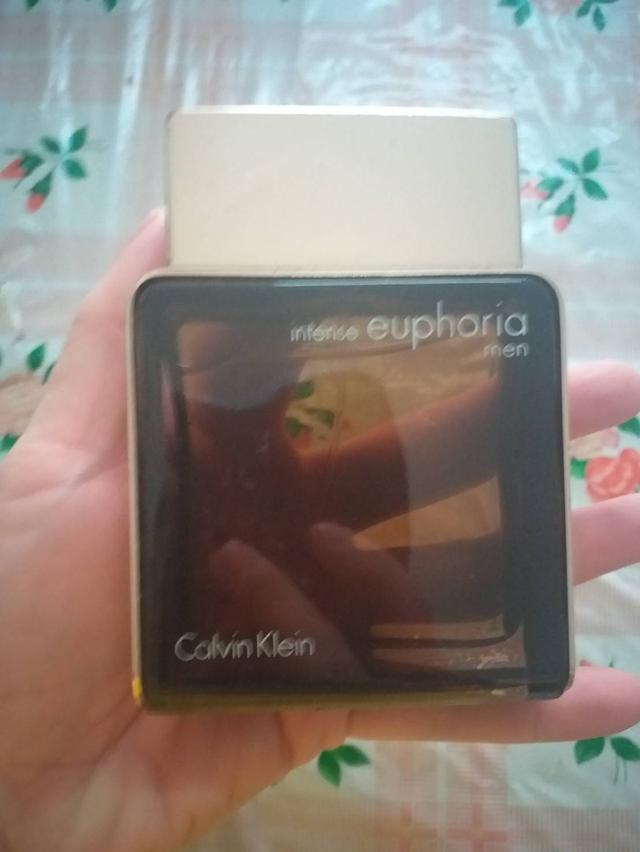 intense euphoria
men
Calvin Klein